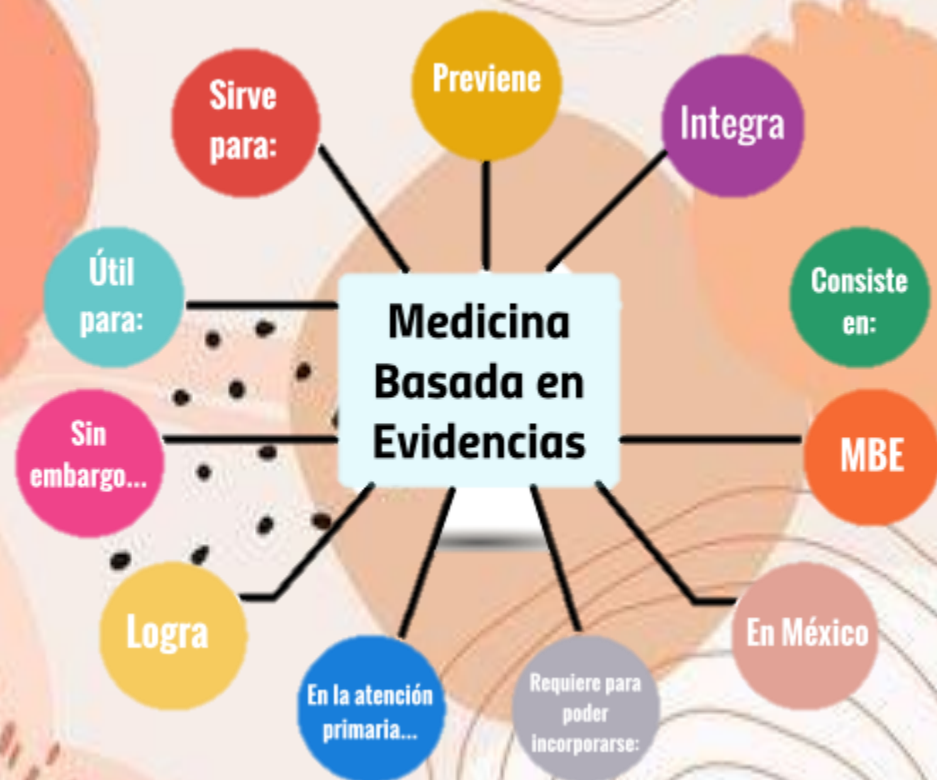 Previene
Sirve
para:
Integra
Útil
para:
Consiste
en:
Medicina
Basada en
Evidencias
Sin
embargo...
MBE
Logra
En México
En la atención
primaria...
Requiere para
poder
incorporarse: